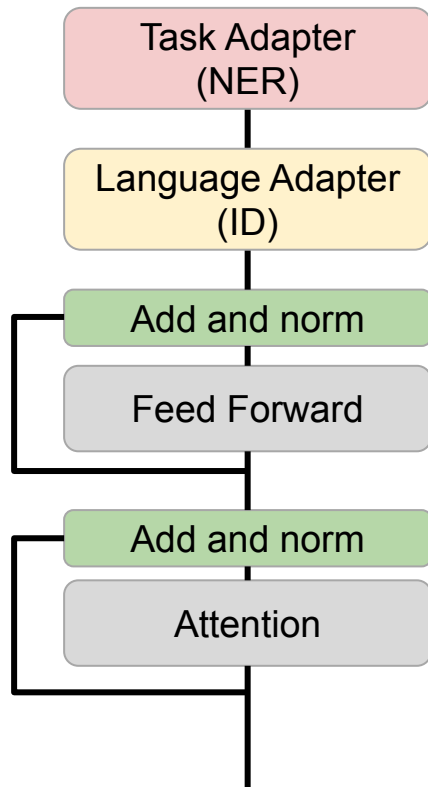 Task Adapter
(NER)
Language Adapter
(ID)
Add and norm
Feed Forward
Add and norm
Attention